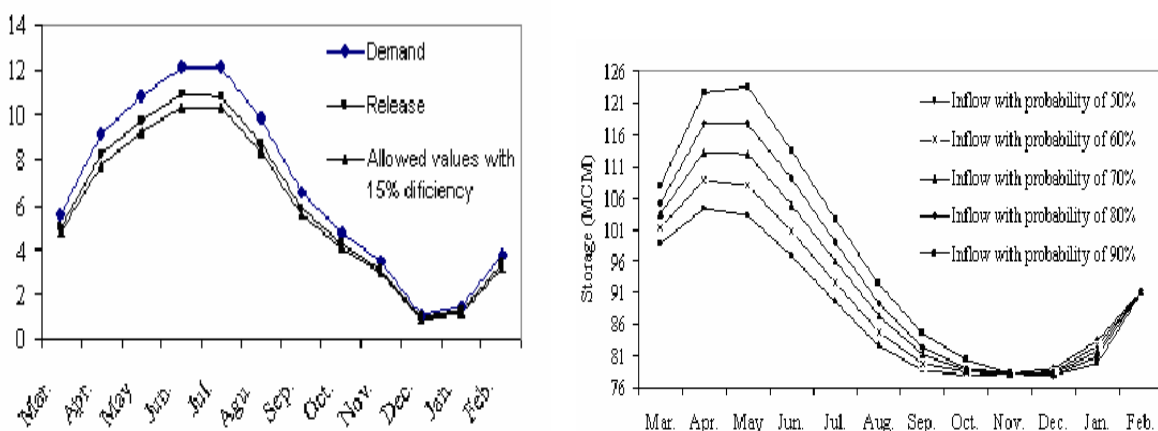 14
12
10
8
6
4
2
0
Demand
Release
Allowed values with
15% dificiency
Mar.
Apr.
May
Jun.
Jul.
Agu
Sep.
Oct.
Nov.
Dec.
Jan.
Feb.
Storage (MCM)
126
121
116
111
106
101
96
91
86
81
76
Inflow with probability of 50%
Inflow with probability of 60%
Inflow with probability of 70%
Inflow with probability of 80%
Inflow with probability of 90%
Mar. Apr. May Jun. Jul. Aug. Sep. Oct. Nov. Dec. Jan. Feb.